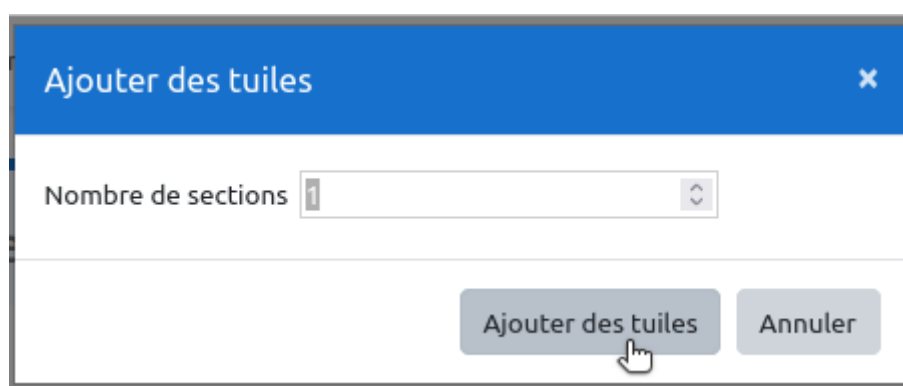 Ajouter des tuiles ×
Nombre de sections 1
Ajouter des tuiles Annuler